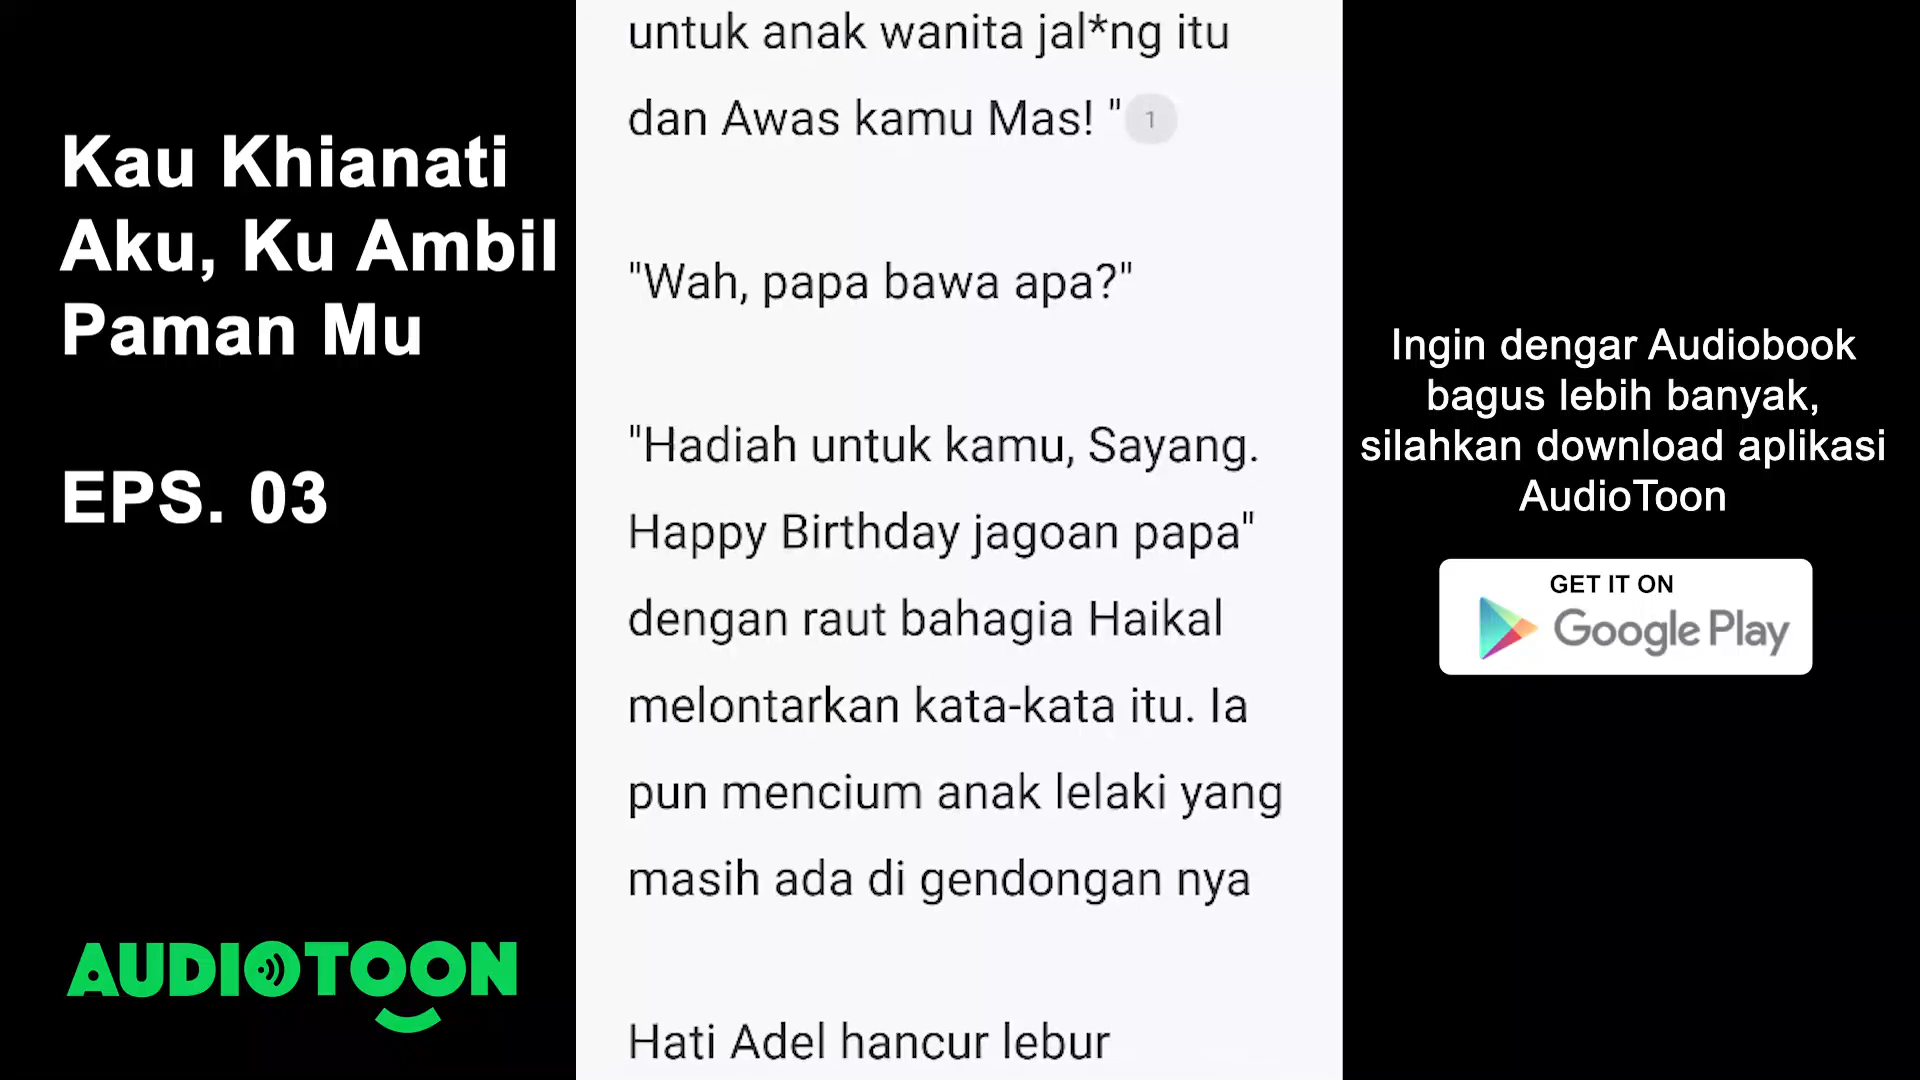 Kau Khianati
Aku, Ku Ambil
Paman Mu
EPS. 03
AUDIOTOON
untuk anak wanita jal*ng itu
dan Awas kamu Mas! " 1
"Wah, papa bawa apa?"
"Hadiah untuk kamu, Sayang.
Happy Birthday jagoan papa"
dengan raut bahagia Haikal
melontarkan kata-kata itu. Ia
pun mencium anak lelaki yang
masih ada di gendongan nya
Hati Adel hancur lebur
Ingin dengar Audiobook
bagus lebih banyak,
silahkan download aplikasi
AudioToon
GET IT ON
Google Play